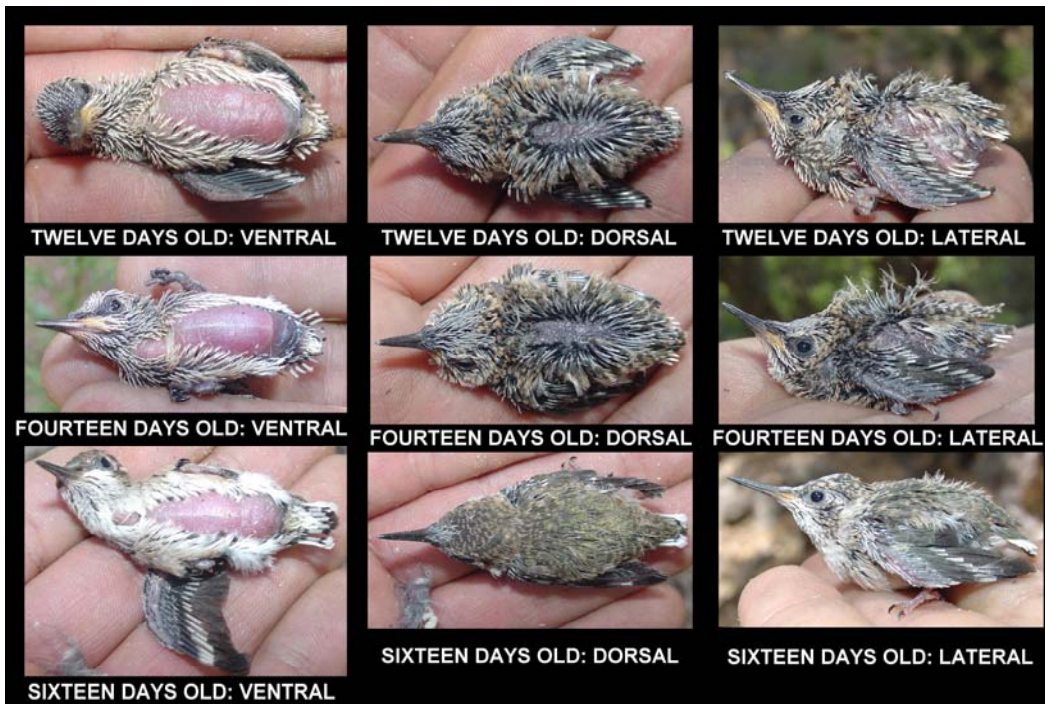 TWELVE DAYS OLD: VENTRAL
TWELVE DAYS OLD: DORSAL
TWELVE DAYS OLD: LATERAL
FOURTEEN DAYS OLD: VENTRAL
FOURTEEN DAYS OLD: DORSAL
FOURTEEN DAYS OLD: LATERAL
SIXTEEN DAYS OLD: VENTRAL
SIXTEEN DAYS OLD: DORSAL
SIXTEEN DAYS OLD: LATERAL